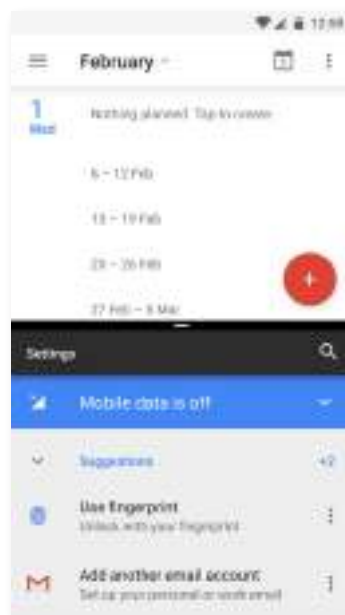 12:00
February
1
Wed
Nothing planned. Tap to create.
6 – 12 Feb
13 – 19 Feb
20 – 26 Feb
27 Feb – 5 Mar
Settings
Mobile data is off
Suggestions
+2
Use fingerprint
Unlock with your fingerprint
Add another email account
Set up your personal or work email